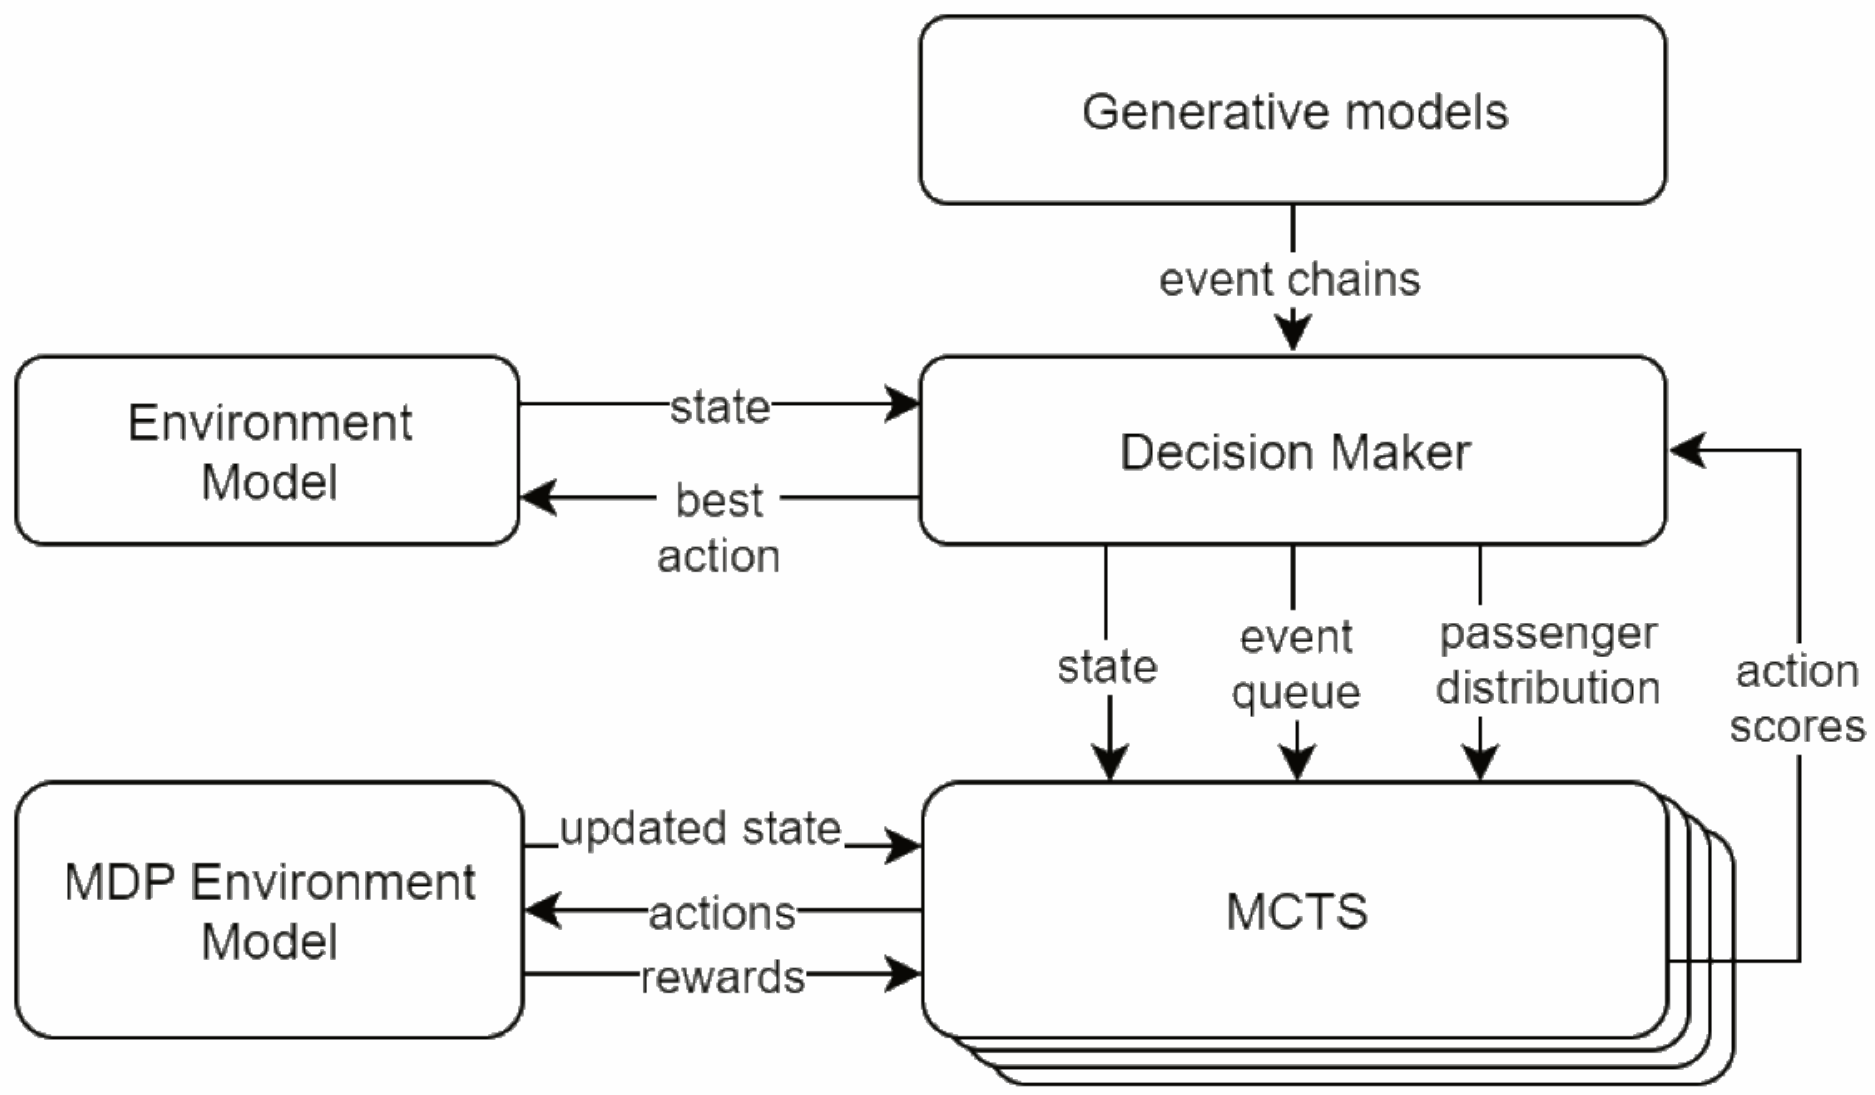 Generative models
event chains
Environment
Model
state
best
action
Decision Maker
state
event
queue
passenger
distribution
action
scores
MDP Environment
Model
updated state
actions
rewards
MCTS